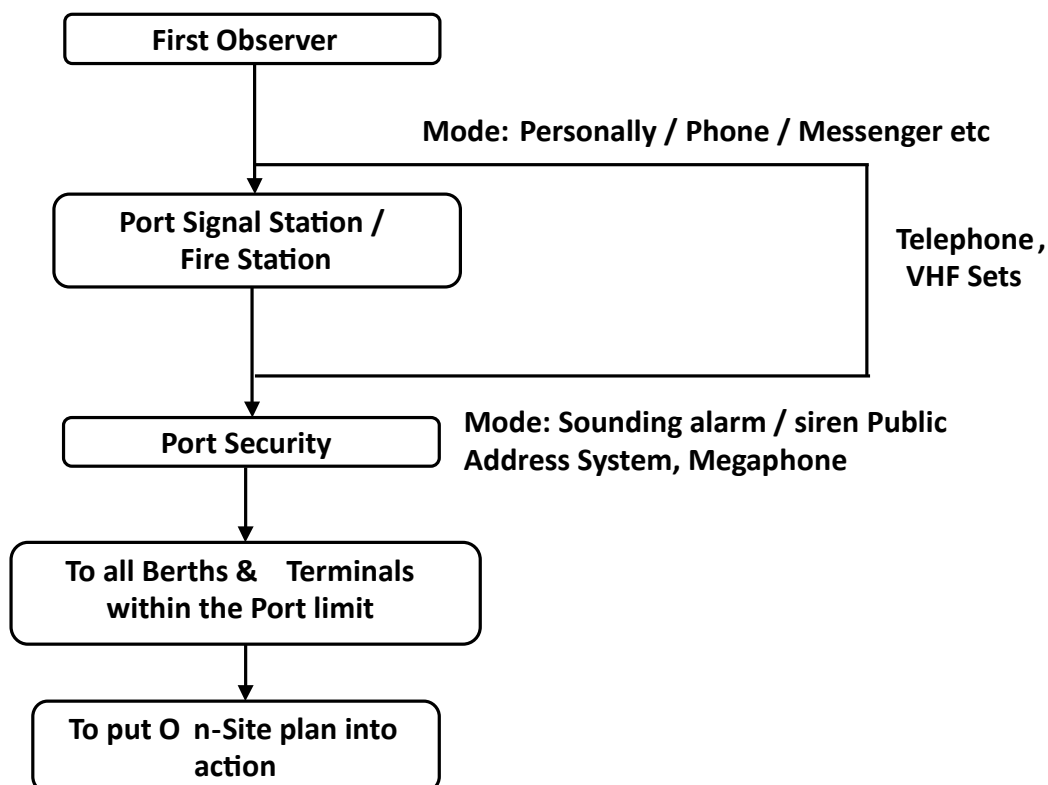 First Observer
Mode: Personally / Phone / Messenger etc
Port Signal Station /
Fire Station
Telephone,
VHF Sets
Port Security
Mode: Sounding alarm / siren Public
Address System, Megaphone
To all Berths & Terminals
within the Port limit
To put O n-Site plan into
action